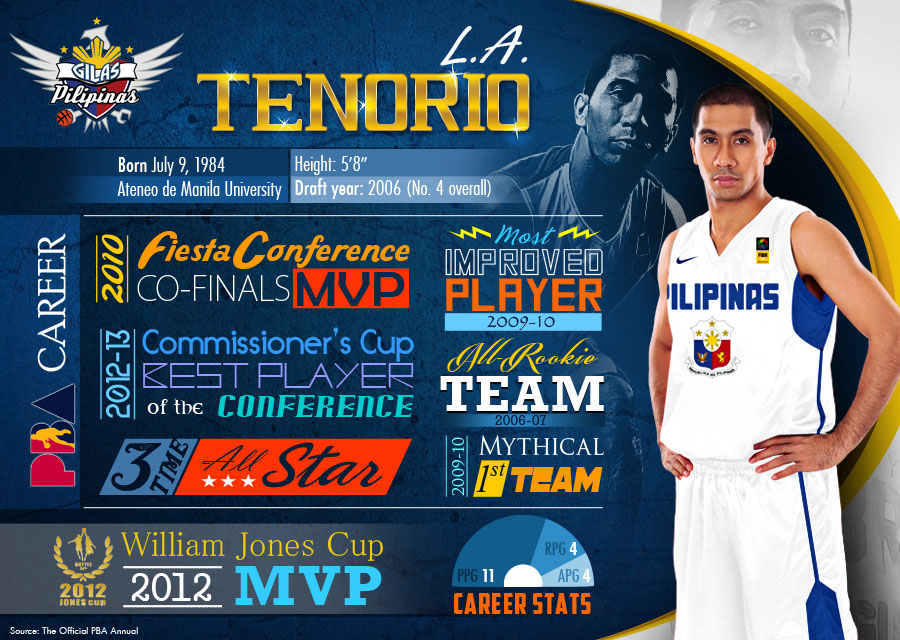 GILAS
Pilipinas
L.A.
TENORIO
Born July 9, 1984
Ateneo de Manila University
Height: 5'8"
Draft year: 2006 (No. 4 overall)
PBA CAREER
2010
Fiesta Conference
CO-FINALS MVP
2012-13
Commissioner's Cup
BEST PLAYER
of the CONFERENCE
3 TIME
All Star
Most
IMPROVED
PLAYER
2009-10
All-Rookie
TEAM
2006-07
2009-10
MYTHICAL
1st TEAM
PILIPINAS
FIBA
2012
JONES CUP
William Jones Cup
2012 MVP
PPG 11
RPG 4
APG 4
CAREER STATS
Source: The Official PBA Annual